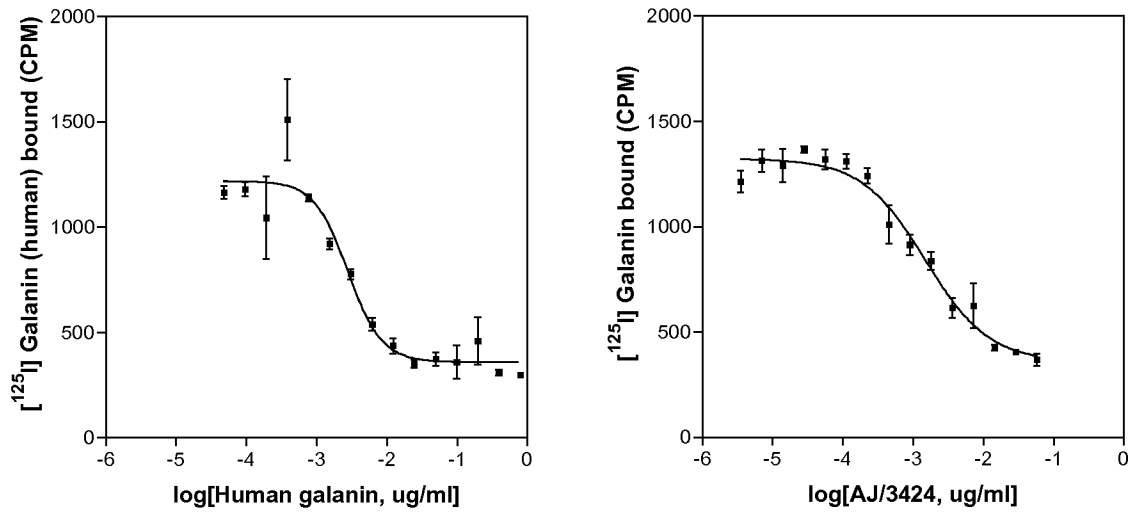 [¹²⁵I] Galanin (human) bound (CPM)
2000
1500
1000
500
0
-6 -5 -4 -3 -2 -1 0
log[Human galanin, ug/ml]
[¹²⁵I] Galanin bound (CPM)
2000
1500
1000
500
0
-6 -5 -4 -3 -2 -1 0
log[AJ/3424, ug/ml]